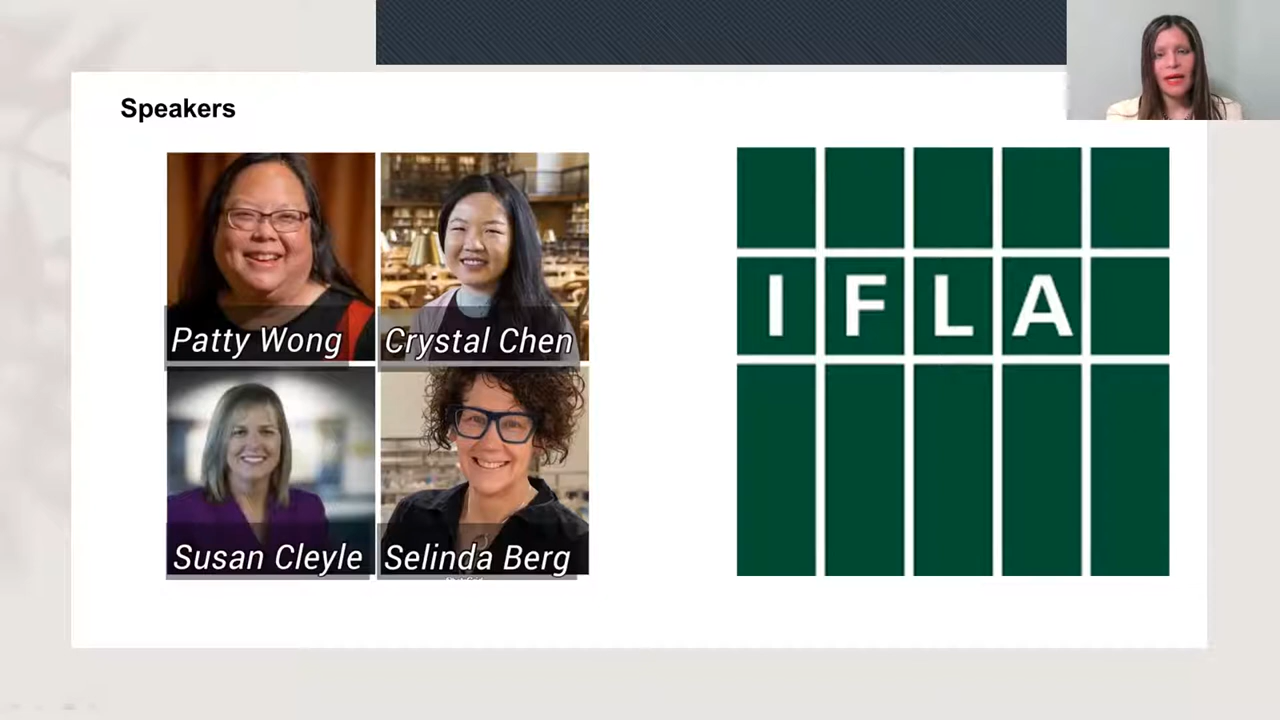 Speakers
Patty Wong
Crystal Chen
Susan Cleyle
Selinda Berg
IFLA